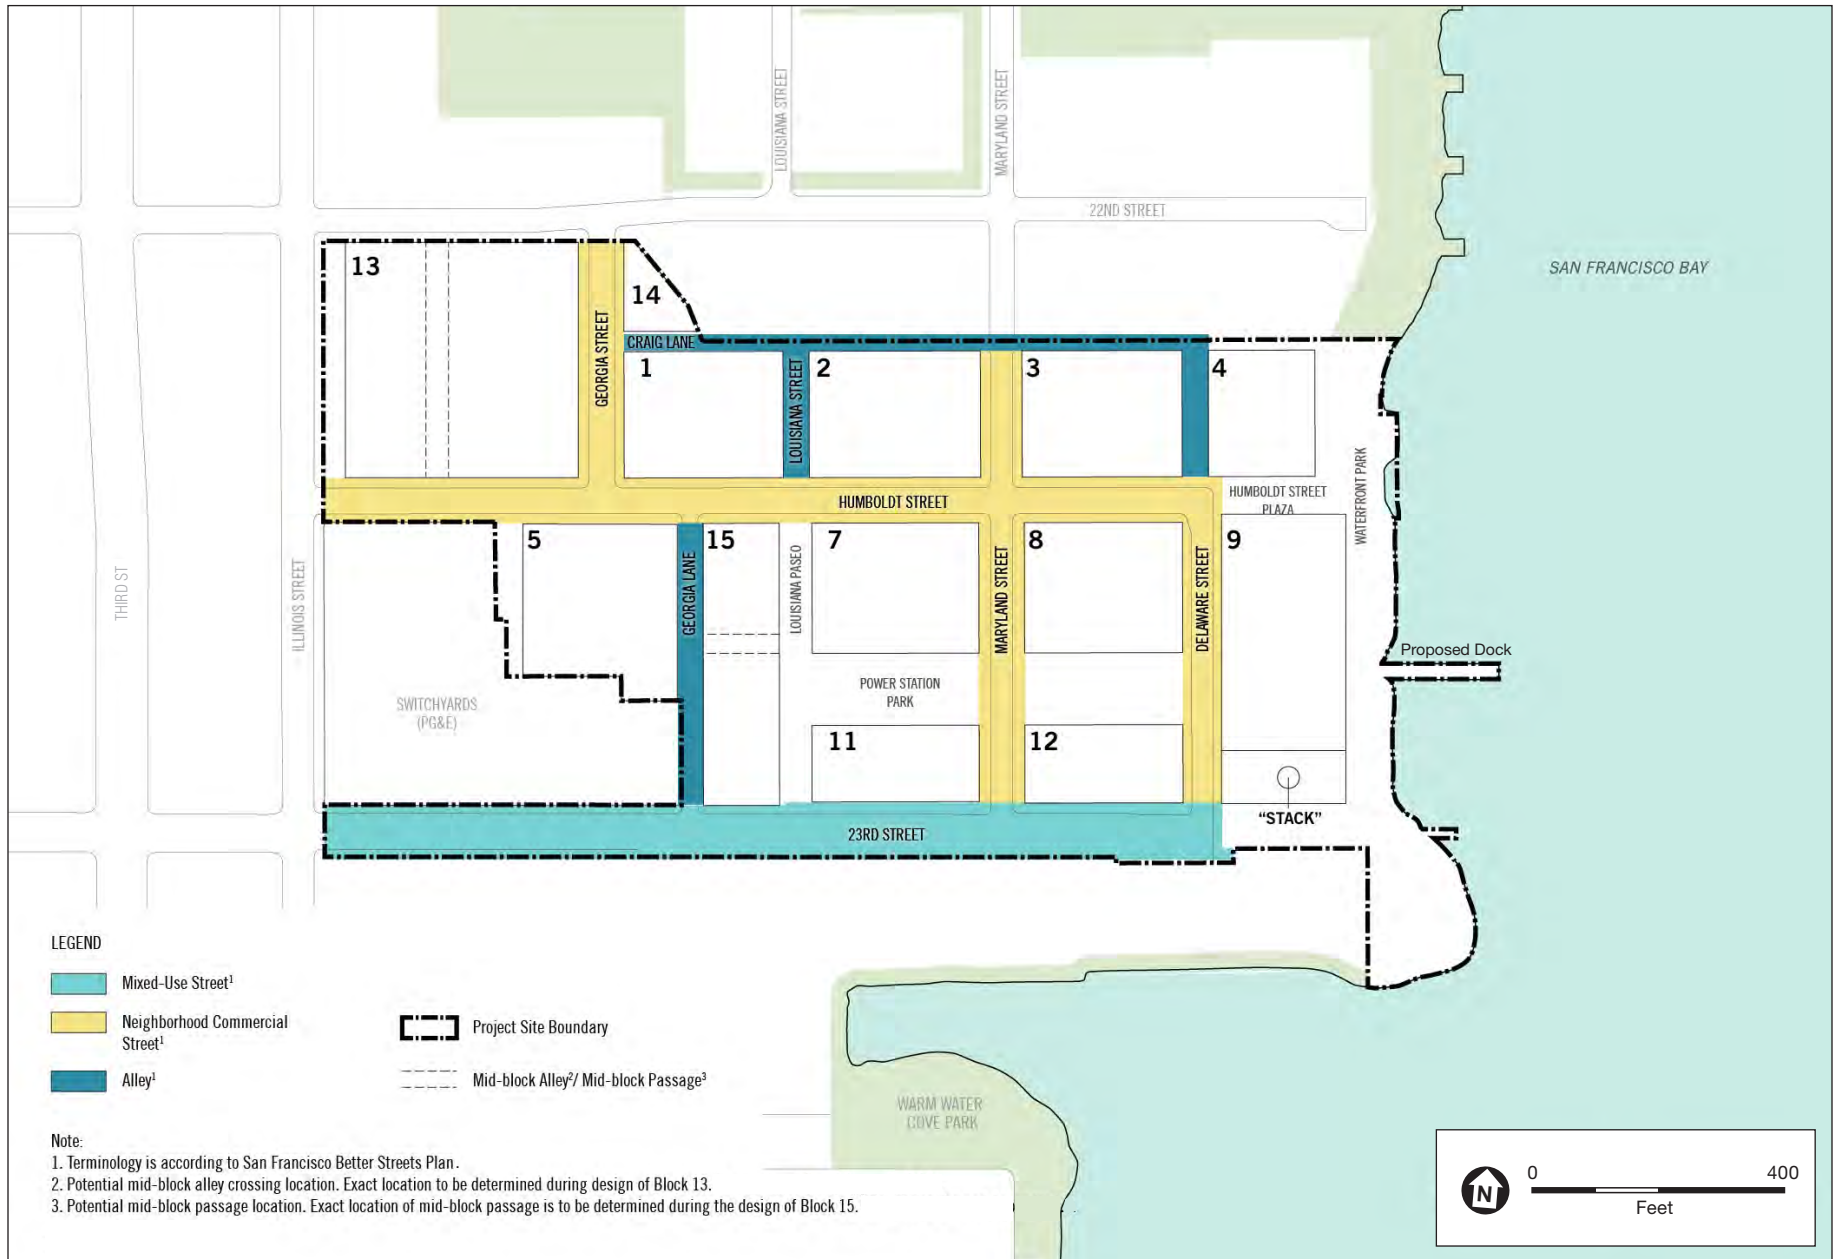 LOUISIANA STREET
MARYLAND STREET
22ND STREET
SAN FRANCISCO BAY
13
14
GEORGIA STREET
CRAIG LANE
1
LOUISIANA STREET
2
3
4
HUMBOLDT STREET
HUMBOLDT STREET
PLAZA
WATERFRONT PARK
THIRD ST
ILLINOIS STREET
5
GEORGIA LANE
15
LOUISIANA PASEO
7
MARYLAND STREET
8
DELAWARE STREET
9
Proposed Dock
SWITCHYARDS
(PG&E)
POWER STATION
PARK
11
12
"STACK"
23RD STREET
LEGEND
Mixed-Use Street¹
Neighborhood Commercial
Street¹
Alley¹
Project Site Boundary
Mid-block Alley²/ Mid-block Passage³
WARM WATER
COVE PARK
Note:
1. Terminology is according to San Francisco Better Streets Plan.
2. Potential mid-block alley crossing location. Exact location to be determined during design of Block 13.
3. Potential mid-block passage location. Exact location of mid-block passage is to be determined during the design of Block 15.
N
0 400
Feet